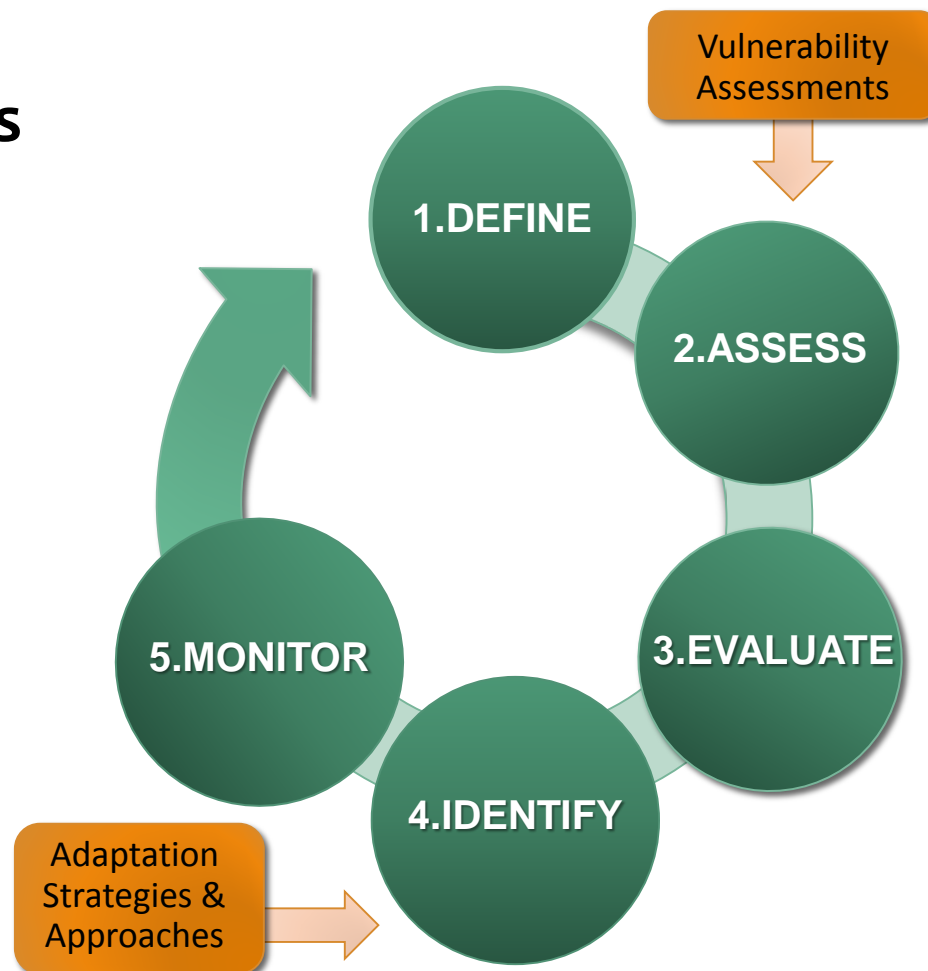 s
Vulnerability
Assessments
1.DEFINE
2.ASSESS
3.EVALUATE
4.IDENTIFY
5.MONITOR
Adaptation
Strategies &
Approaches